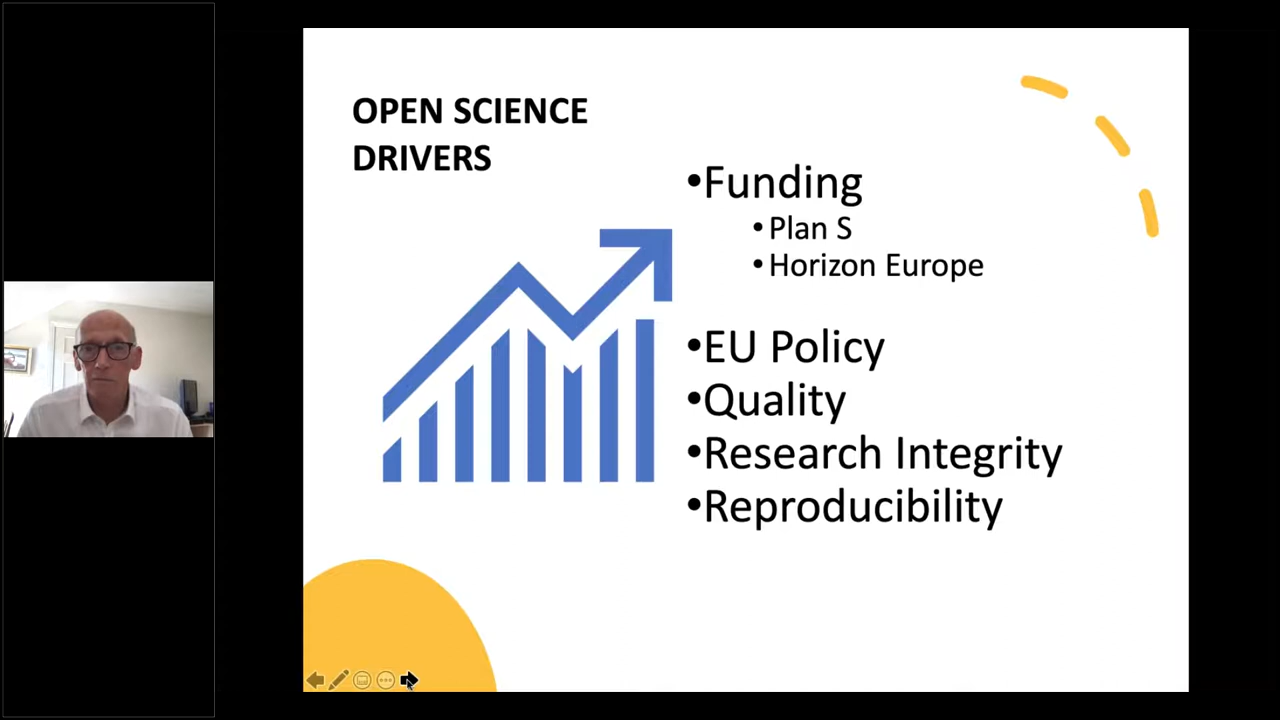 OPEN SCIENCE
DRIVERS
•Funding
•Plan S
•Horizon Europe
•EU Policy
•Quality
•Research Integrity
•Reproducibility